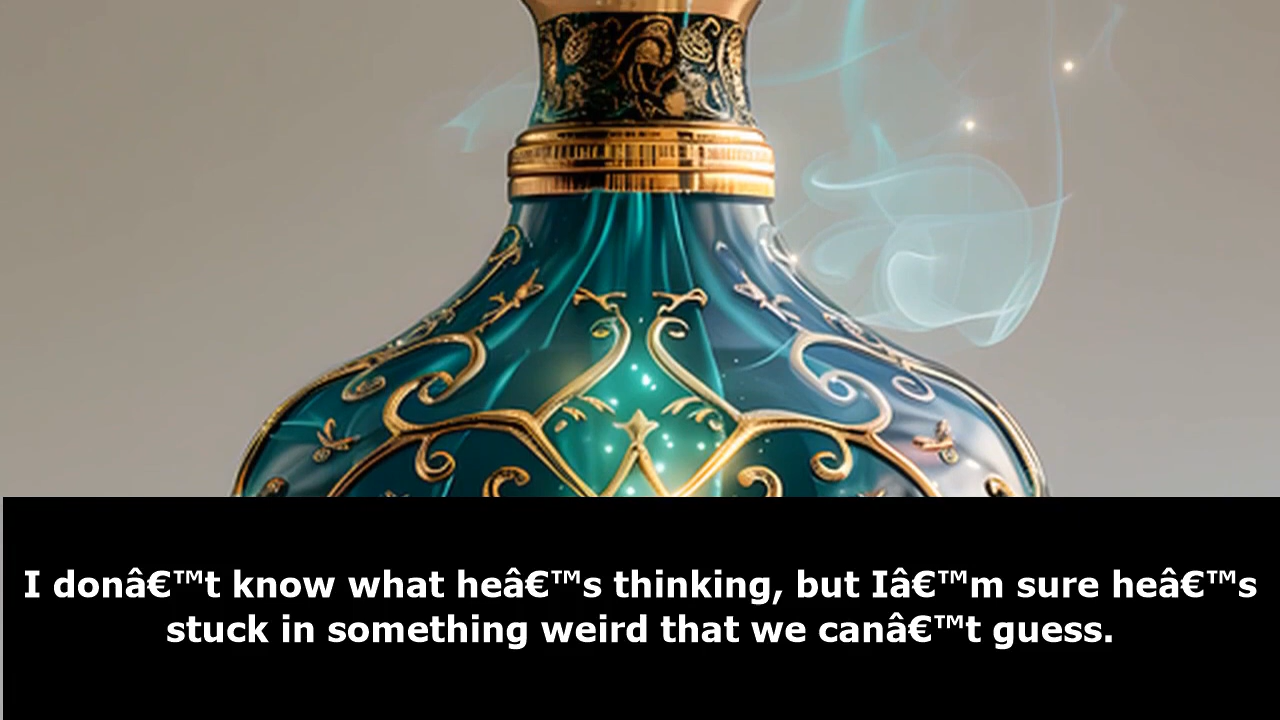 I donâ€™t know what heâ€™s thinking, but Iâ€™m sure heâ€™s
stuck in something weird that we canâ€™t guess.